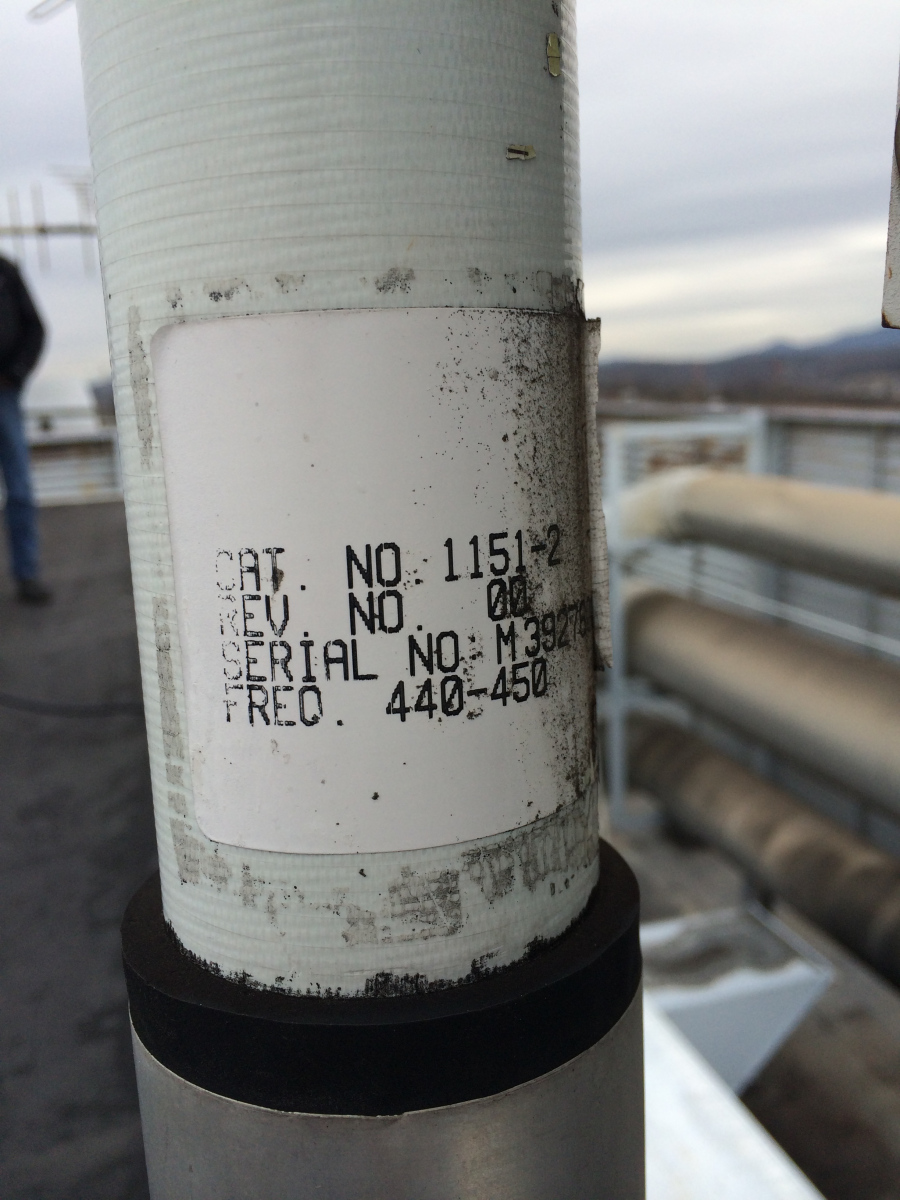 CAT. NO. 1151-2
REV. NO. 00
SERIAL NO. M
FREQ. 440-450